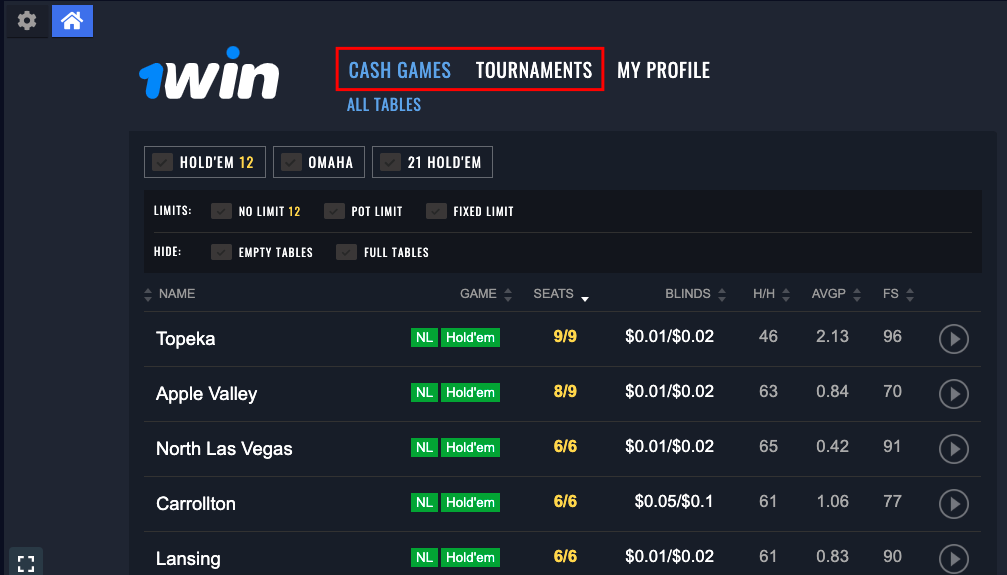 1win
CASH GAMES TOURNAMENTS MY PROFILE
ALL TABLES
HOLD'EM 12 OMAHA 21 HOLD'EM
LIMITS: NO LIMIT 12 POT LIMIT FIXED LIMIT
HIDE: EMPTY TABLES FULL TABLES
NAME GAME SEATS BLINDS H/H AVGP FS
Topeka NL Hold'em 9/9 $0.01/$0.02 46 2.13 96
Apple Valley NL Hold'em 8/9 $0.01/$0.02 63 0.84 70
North Las Vegas NL Hold'em 6/6 $0.01/$0.02 65 0.42 91
Carrollton NL Hold'em 6/6 $0.05/$0.1 61 1.06 77
Lansing NL Hold'em 6/6 $0.01/$0.02 61 0.83 90